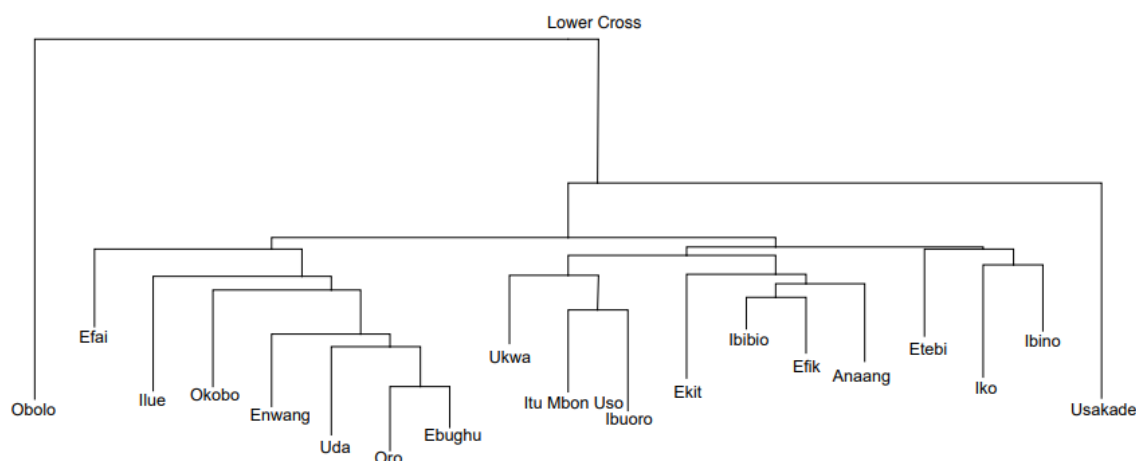 Lower Cross
Efai
Ukwa
Ibibio
Efik
Anaang
Etebi
Ibino
Obolo
Ilue
Okobo
Enwang
Uda
Oro
Ebughu
Itu Mbon Uso
Ibuoro
Ekit
Iko
Usakade